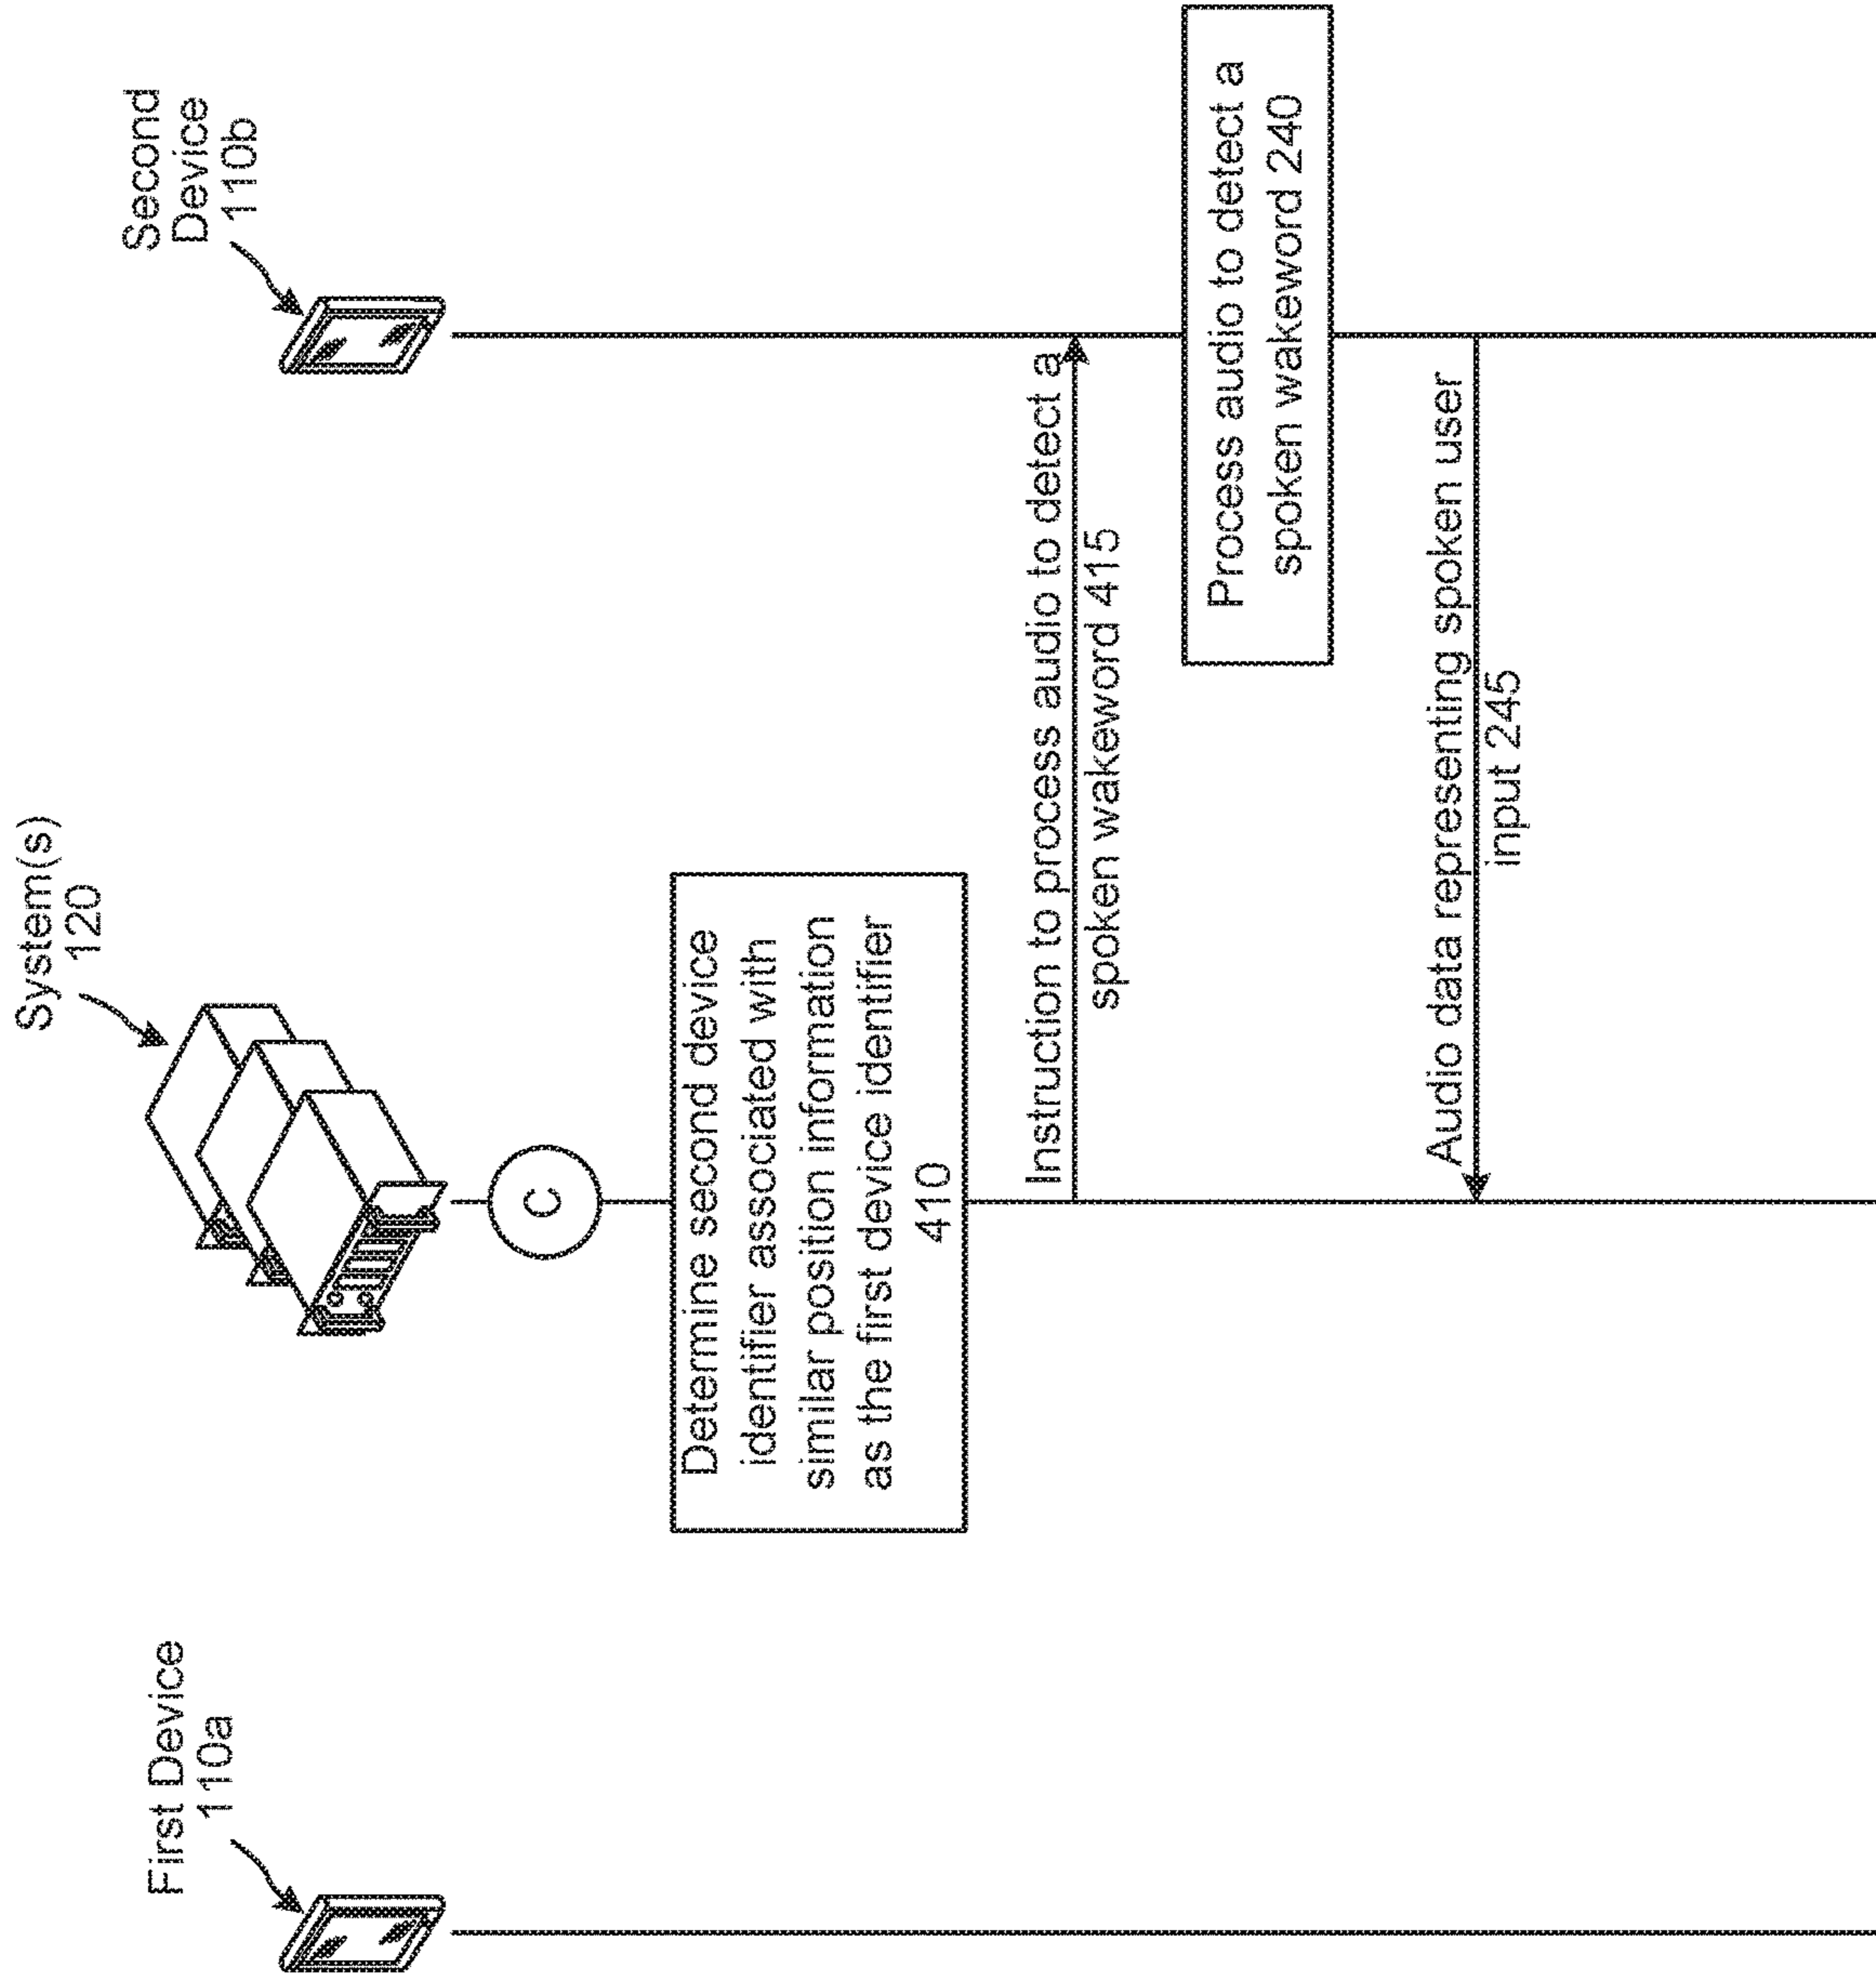 First Device
110a
System(s)
120
Second
Device
110b
C
Determine second device
identifier associated with
similar position information
as the first device identifier
410
Instruction to process audio to detect a
spoken wakeword 415
Process audio to detect a
spoken wakeword 240
Audio data representing spoken user
input 245